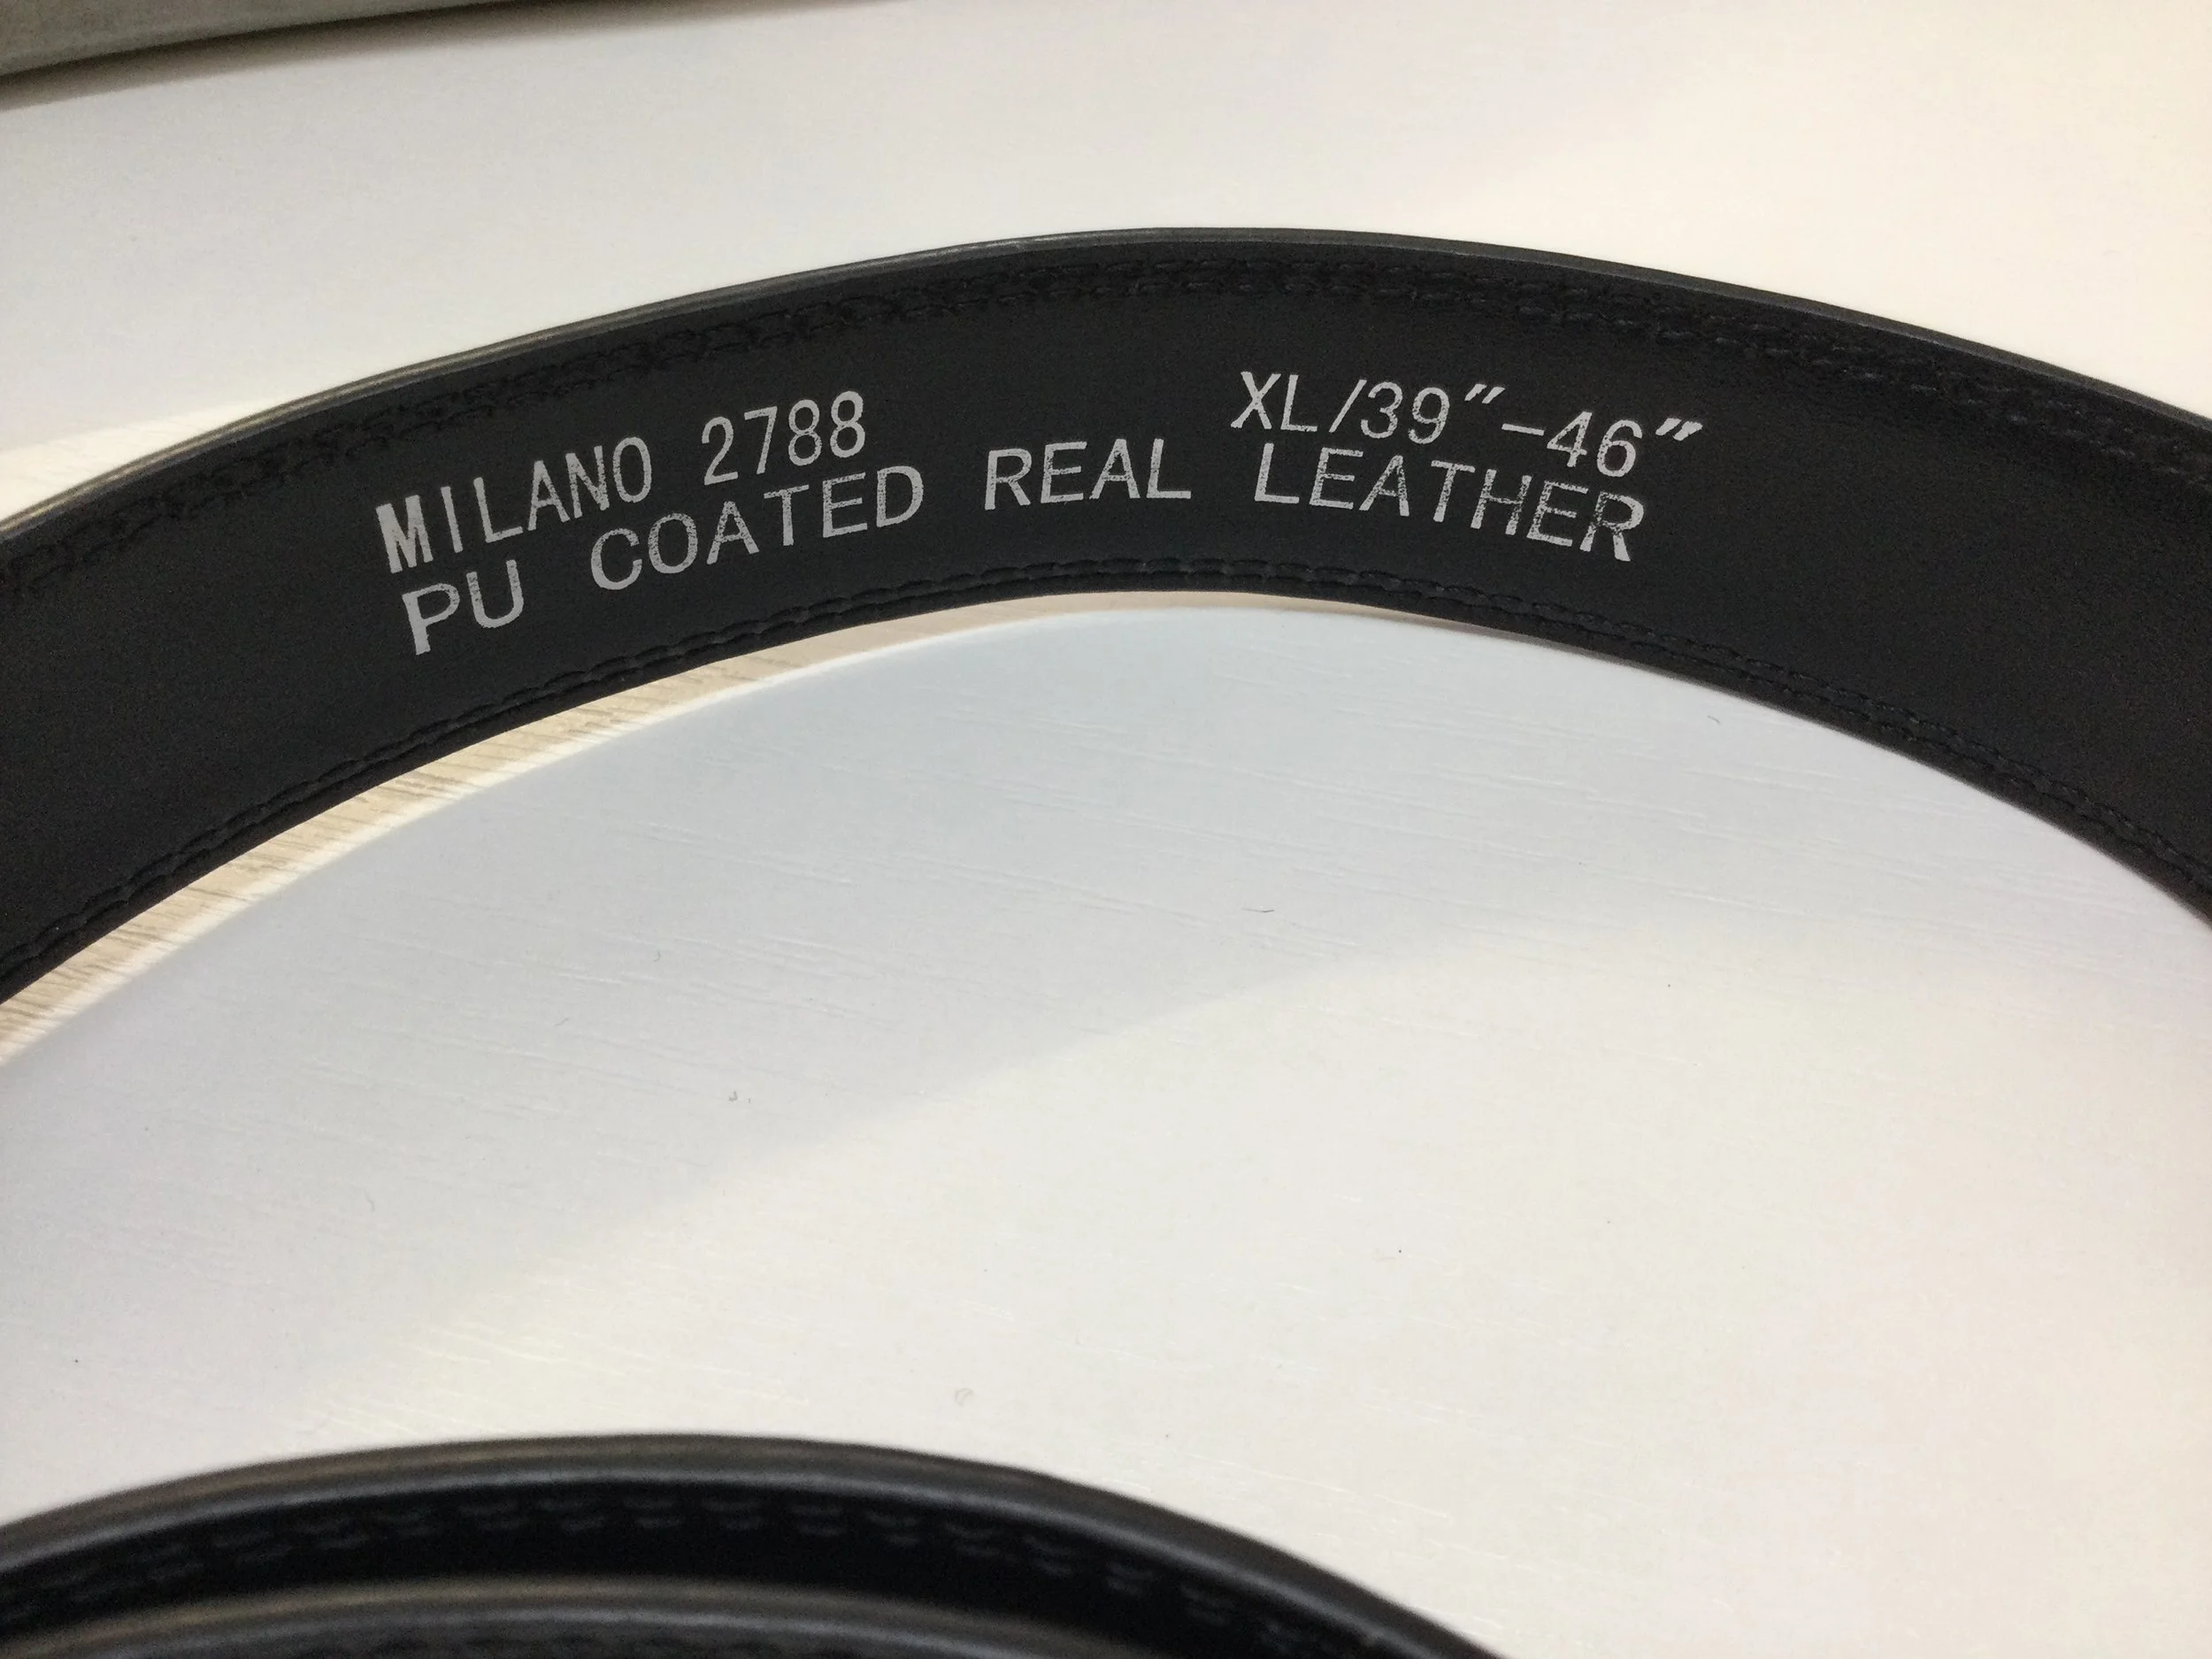 MILANO 2788 XL/39"-46"
PU COATED REAL LEATHER